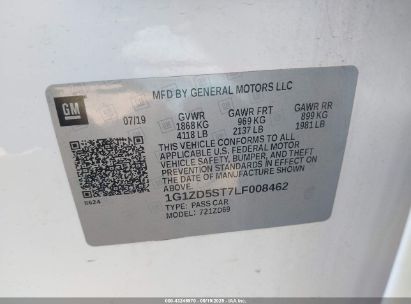 MFD BY GENERAL MOTORS LLC
GM
07/19
GVWR GAWR FRT GAWR RR
1868 KG 969 KG 899 KG
4118 LB 2137 LB 1981 LB
THIS VEHICLE CONFORMS TO ALL
APPLICABLE U.S. FEDERAL MOTOR
VEHICLE SAFETY, BUMPER, AND THEFT
PREVENTION STANDARDS IN EFFECT ON
THE DATE OF MANUFACTURE SHOWN
ABOVE.
1G1ZD5ST7LF008462
TYPE: PASS CAR
MODEL: 721ZD69